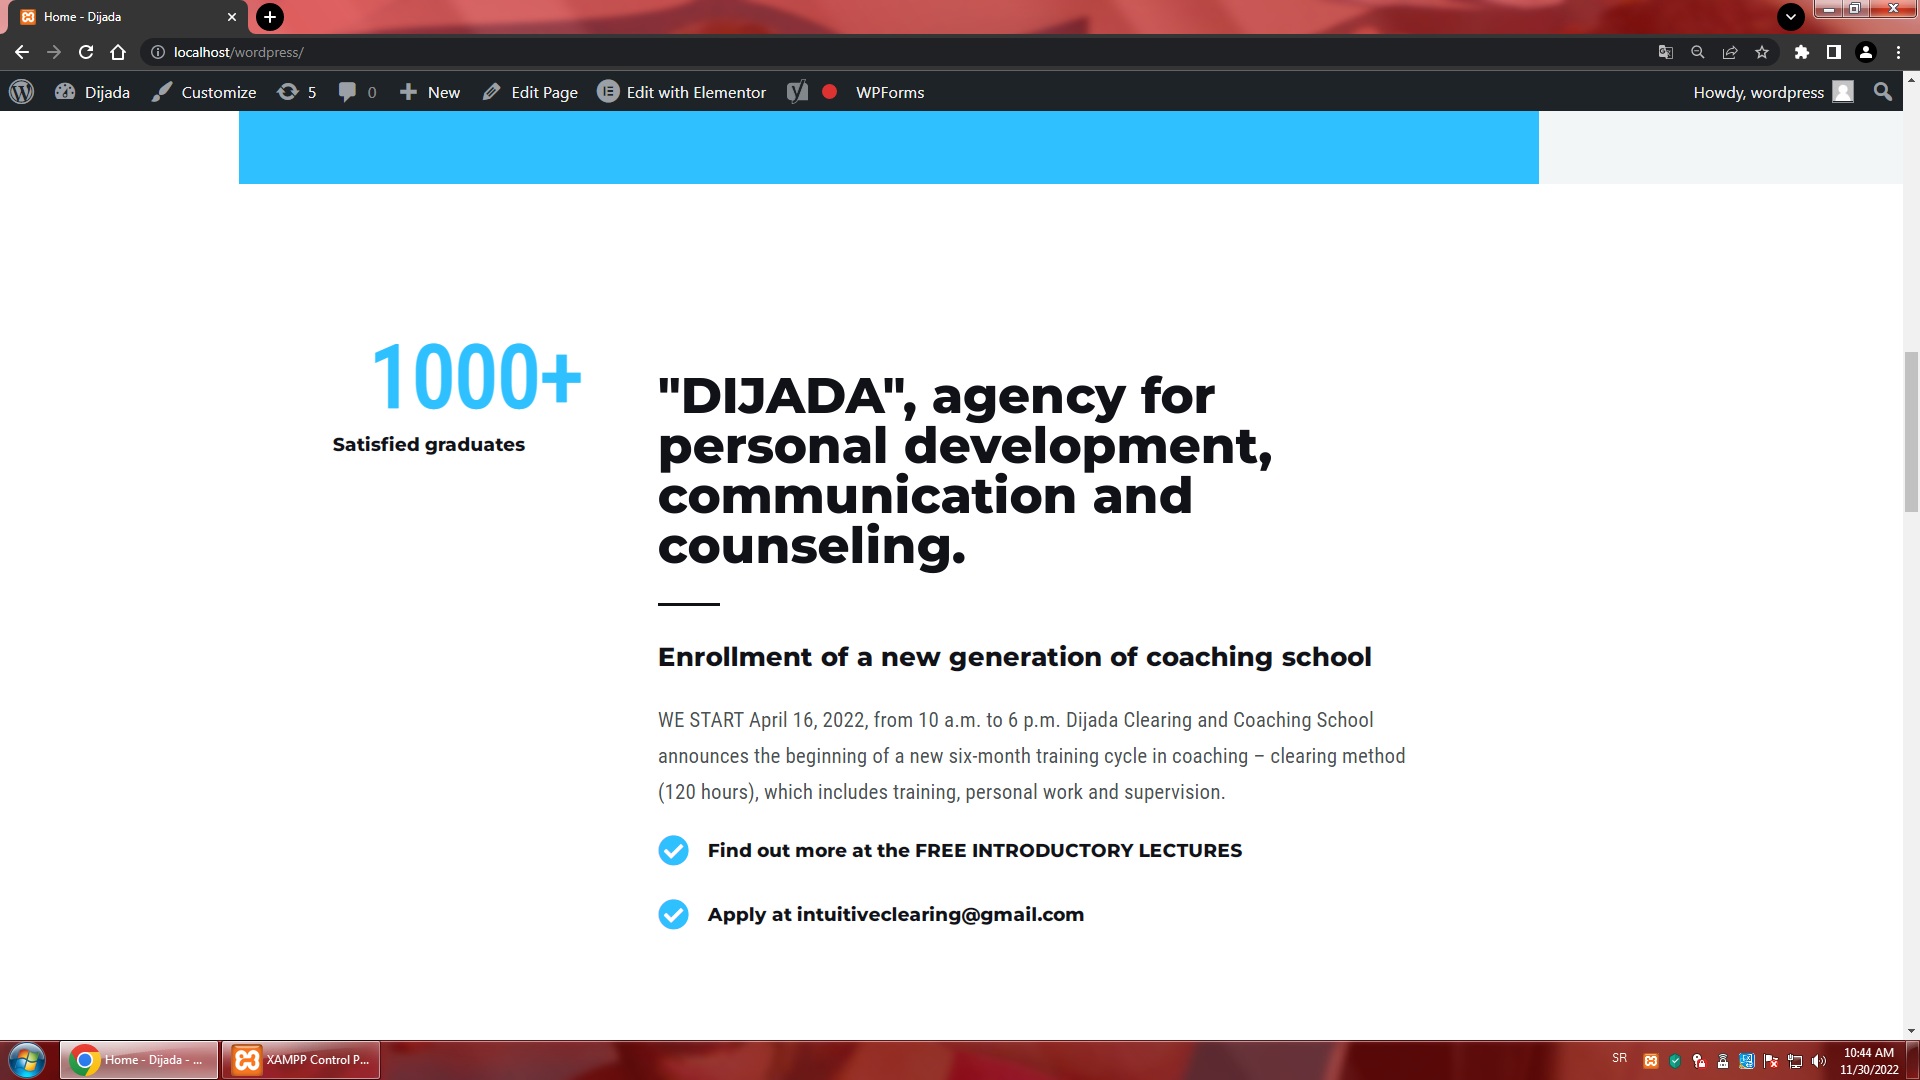 Home - Dijada
localhost/wordpress/
Dijada
Customize
5
0
New
Edit Page
Edit with Elementor
WPForms
Howdy, wordpress
1000+
Satisfied graduates
"DIJADA", agency for
personal development,
communication and
counseling.
Enrollment of a new generation of coaching school
WE START April 16, 2022, from 10 a.m. to 6 p.m. Dijada Clearing and Coaching School
announces the beginning of a new six-month training cycle in coaching – clearing method
(120 hours), which includes training, personal work and supervision.
Find out more at the FREE INTRODUCTORY LECTURES
Apply at intuitiveclearing@gmail.com
Home - Dijada - ...
XAMPP Control P...
SR
10:44 AM
11/30/2022